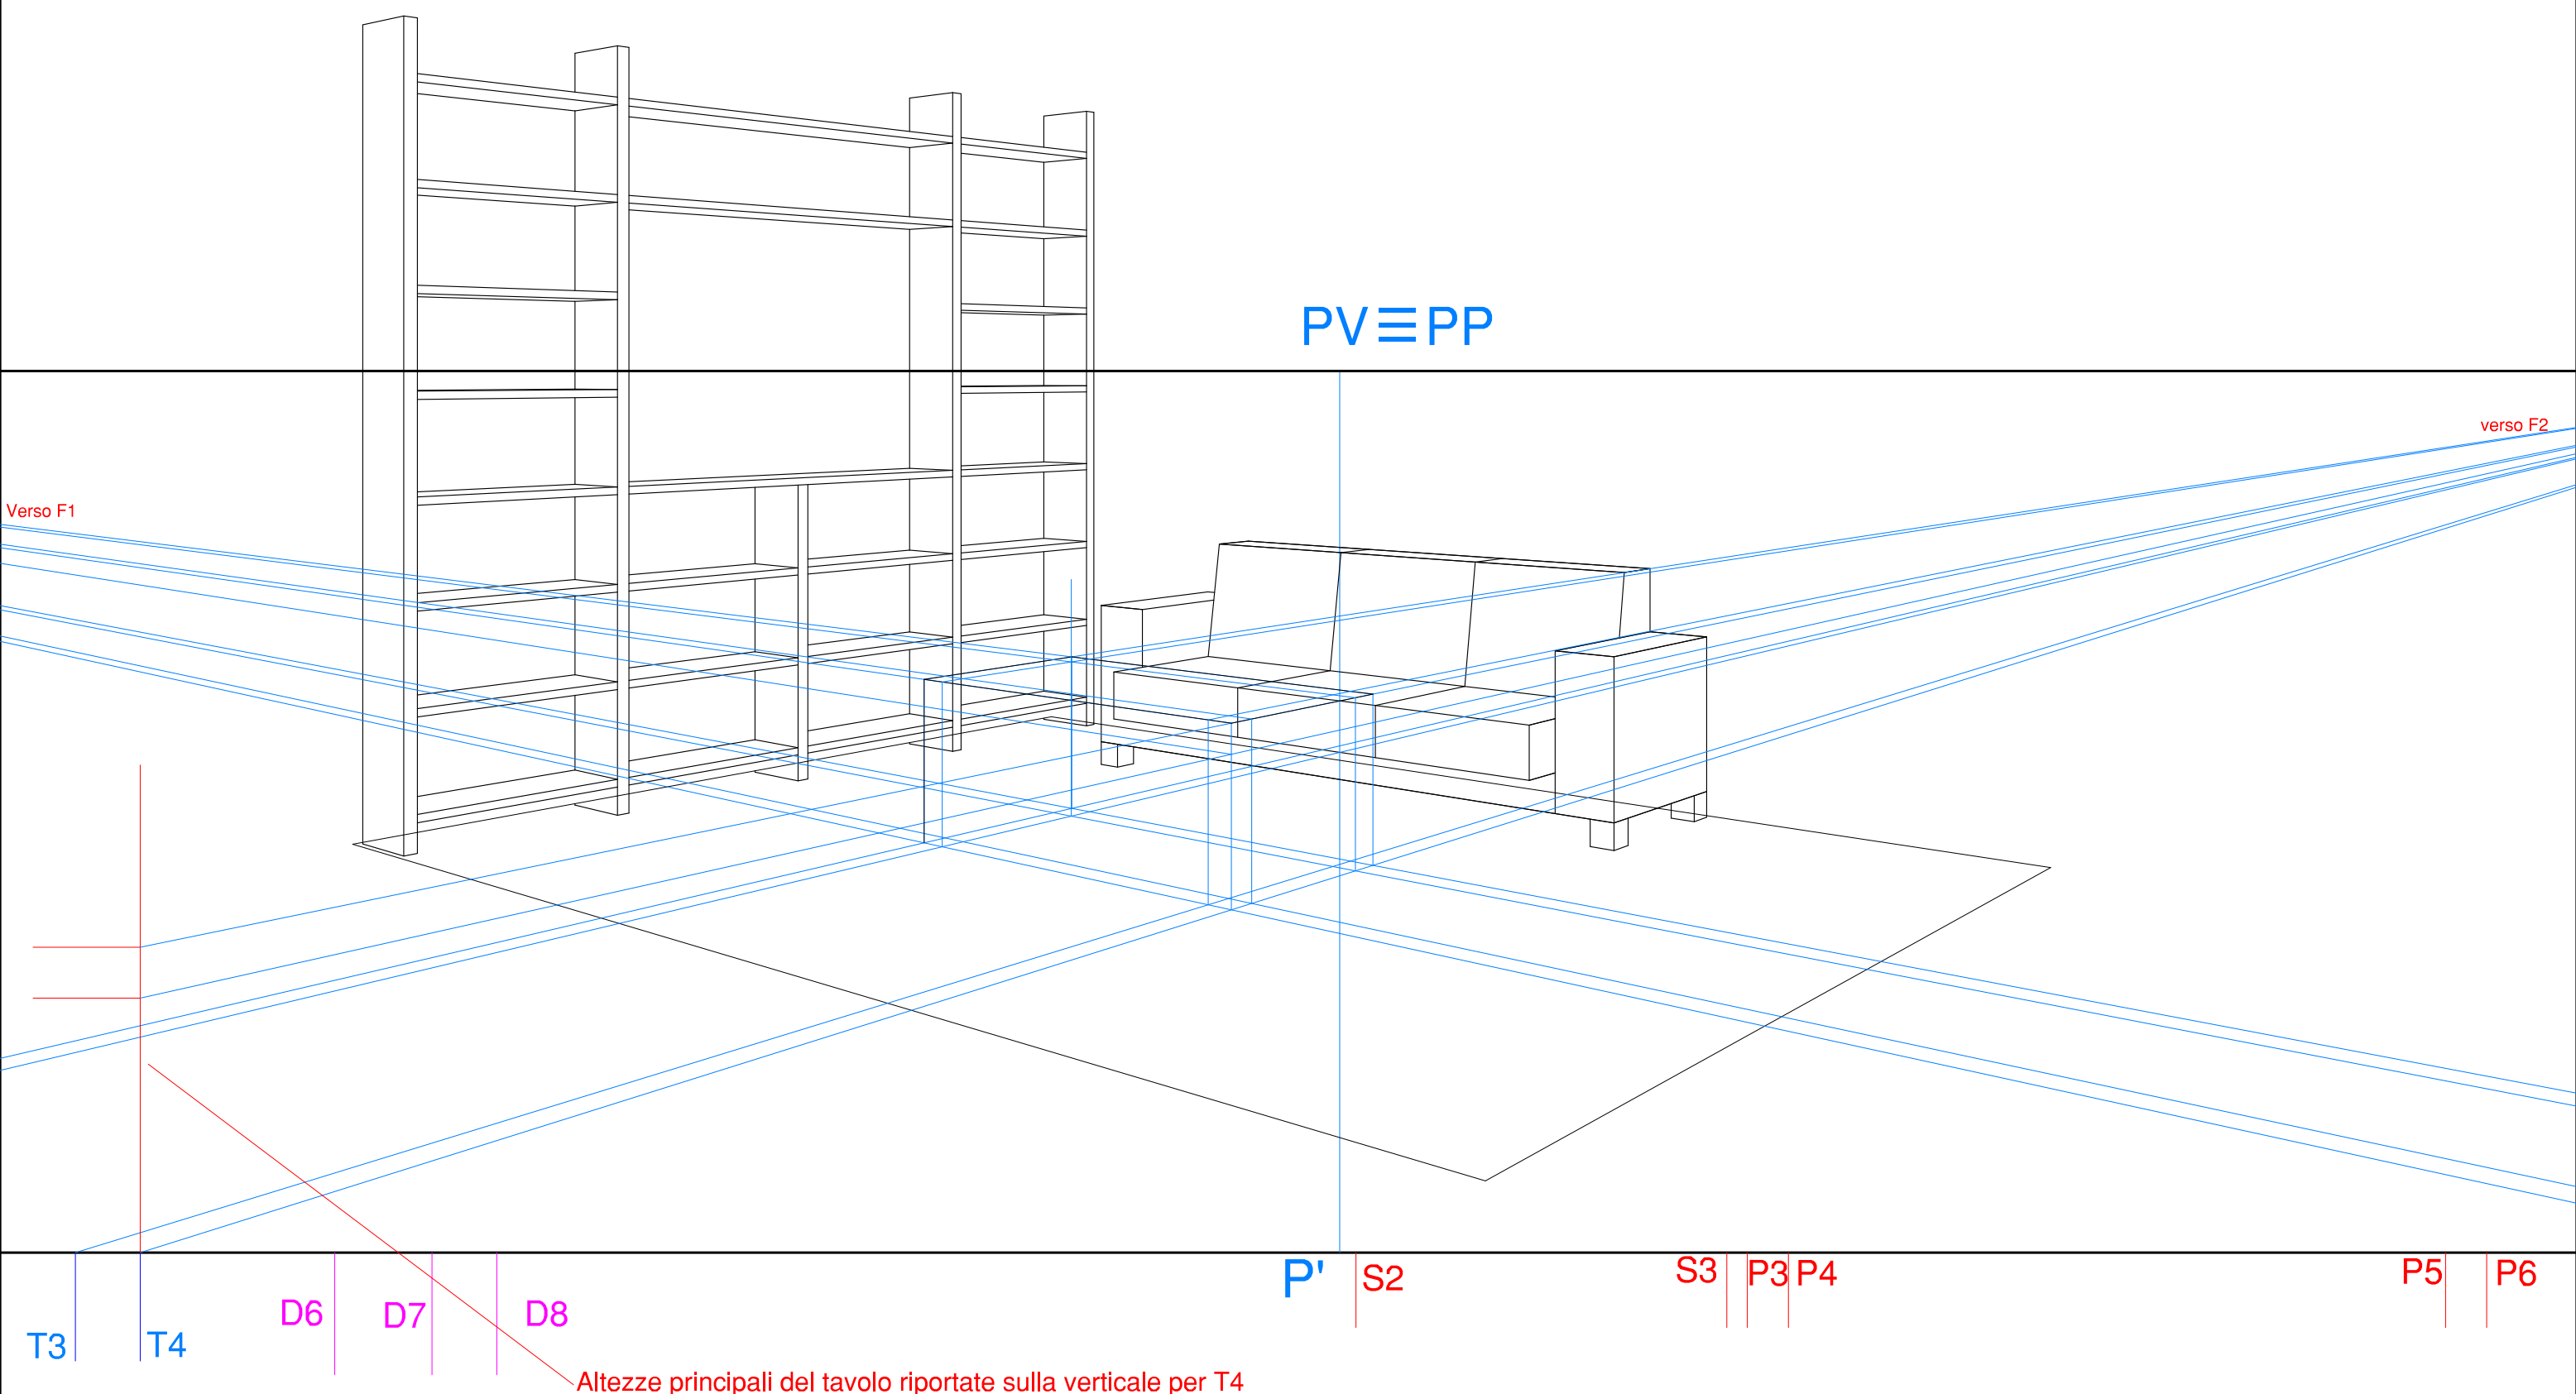 PV≡PP
verso F2
Verso F1
P' S2 S3 P3 P4 P5 P6
D6 D7 D8
T3 T4
Altezze principali del tavolo riportate sulla verticale per T4